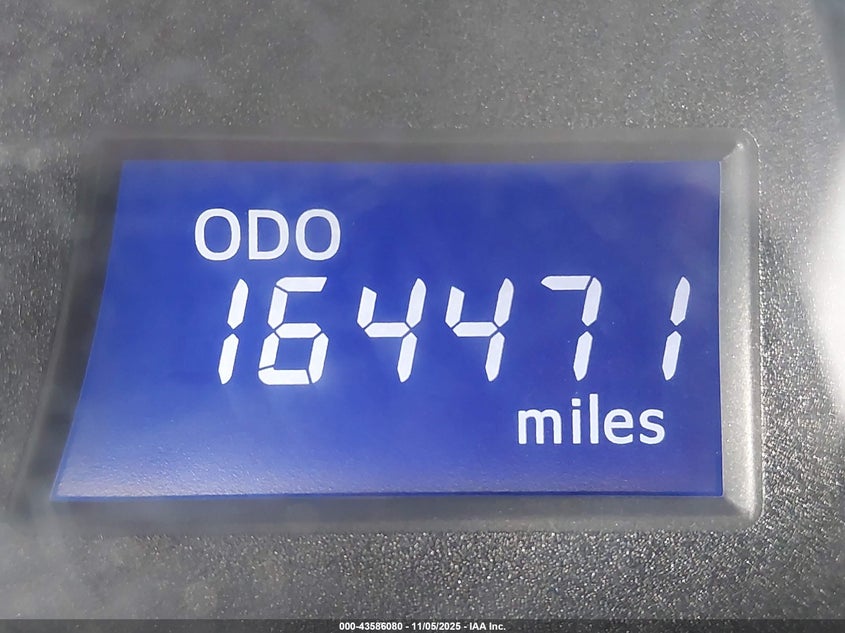 ODO
164471
miles
000-43586080 - 11/05/2025 - IAA Inc.